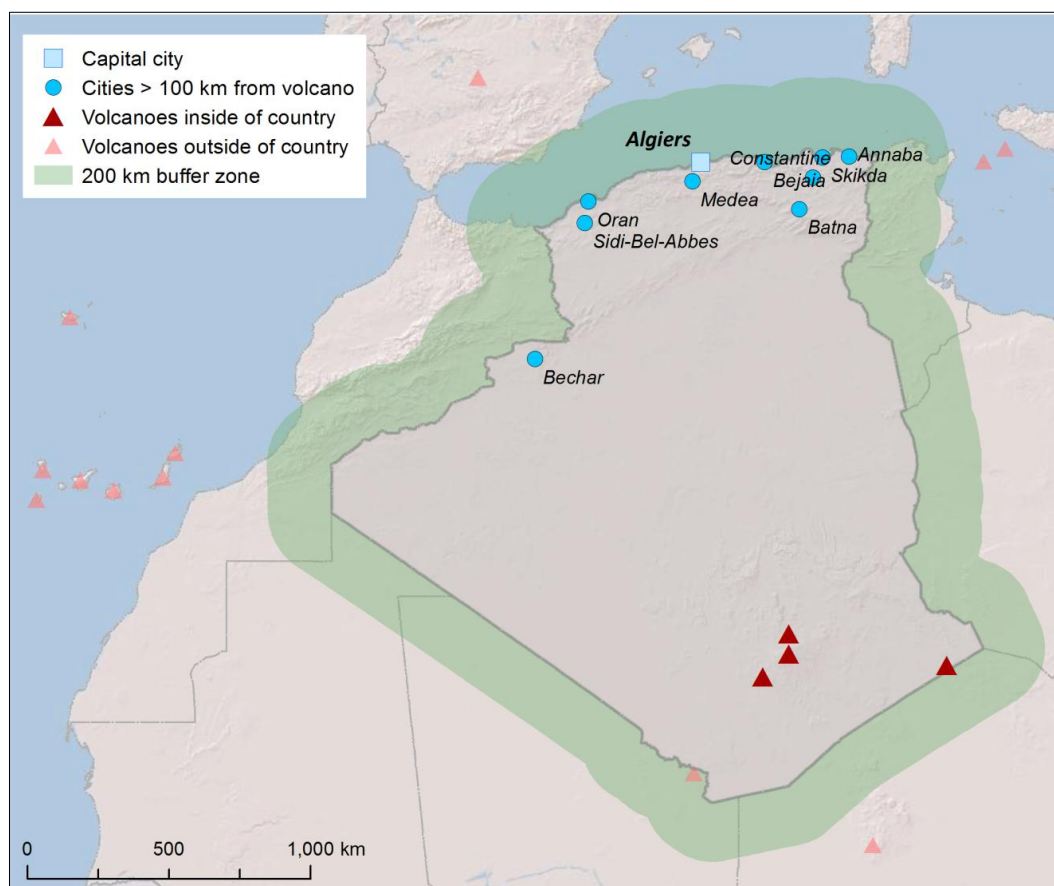 Capital city
Cities > 100 km from volcano
Volcanoes inside of country
Volcanoes outside of country
200 km buffer zone
Algiers
Constantine
Annaba
Bejaia
Skikda
Medea
Batna
Oran
Sidi-Bel-Abbes
Bechar
0 500 1,000 km